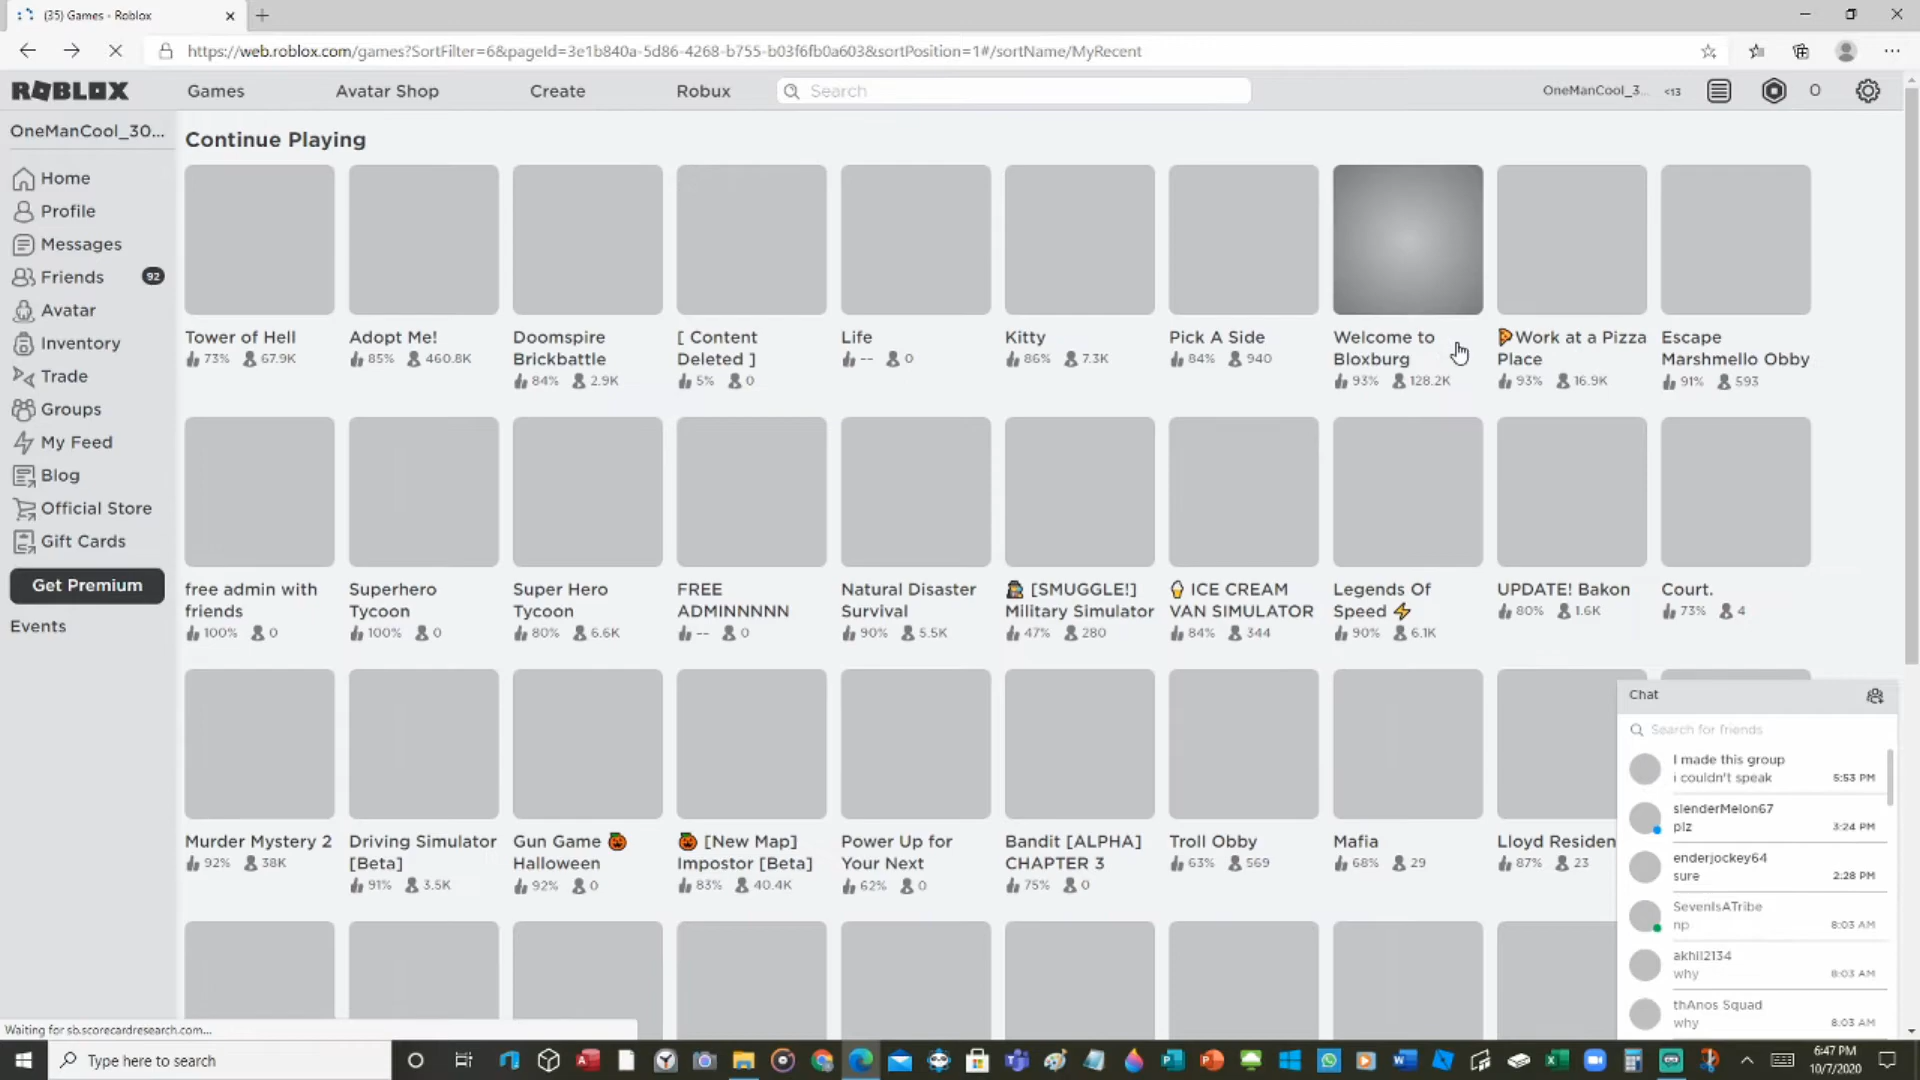 (35) Games - Roblox
https://web.roblox.com/games?SortFilter=6&pageId=3e1b840a-5d86-4268-b755-b03f6fb0a603&sortPosition=1#/sortName/MyRecent
ROBLOX Games Avatar Shop Create Robux Search OneManCool_3... <13 0
OneManCool_30...
Home
Profile
Messages
Friends 92
Avatar
Inventory
Trade
Groups
My Feed
Blog
Official Store
Gift Cards
Get Premium
Events
Continue Playing
Tower of Hell
73% 67.9K
Adopt Me!
85% 460.8K
Doomspire
Brickbattle
84% 2.9K
[ Content
Deleted ]
5% 0
Life
-- 0
Kitty
86% 7.3K
Pick A Side
84% 940
Welcome to
Bloxburg
93% 128.2K
🍕Work at a Pizza
Place
93% 16.9K
Escape
Marshmello Obby
91% 593
free admin with
friends
100% 0
Superhero
Tycoon
100% 0
Super Hero
Tycoon
80% 6.6K
FREE
ADMINNNNN
-- 0
Natural Disaster
Survival
90% 5.5K
[SMUGGLE!]
Military Simulator
47% 280
🍦 ICE CREAM
VAN SIMULATOR
84% 344
Legends Of
Speed ⚡
90% 6.1K
UPDATE! Bakon
80% 1.6K
Court.
73% 4
Murder Mystery 2
92% 38K
Driving Simulator
[Beta]
91% 3.5K
Gun Game 🎃
Halloween
92% 0
🎃 [New Map]
Impostor [Beta]
83% 40.4K
Power Up for
Your Next
62% 0
Bandit [ALPHA]
CHAPTER 3
75% 0
Troll Obby
63% 569
Mafia
68% 29
Lloyd Residen
87% 23
Chat
Search for friends
I made this group
i couldn't speak 5:53 PM
slenderMelon67
plz 3:24 PM
enderjockey64
sure 2:28 PM
SevenIsATribe
np 8:03 AM
akhil2134
why 8:03 AM
thAnos Squad
why 8:03 AM
Waiting for sb.scorecardresearch.com...
Type here to search
6:47 PM
10/7/2020